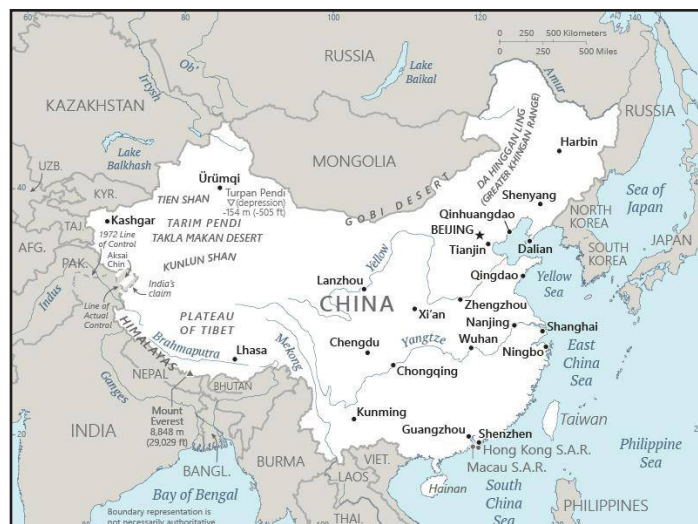 60
80
100
120
140
0 250 500 Kilometers
0 250 500 Miles
RUSSIA
Ob'
Irtysh
Lake
Baikal
Amur
RUSSIA
KAZAKHSTAN
Lake
Balkhash
MONGOLIA
DA HINGGAN LING
(GREATER KHINGAN RANGE)
Harbin
UZB.
KYR.
40
Ürümqi
Turpan Pendi
(depression)
-154 m (-505 ft)
TIEN SHAN
GOBI DESERT
Shenyang
Sea of
Japan
40
TAJ.
Kashgar
TARIM PENDI
TAKLA MAKAN DESERT
Qinhuangdao
BEIJING
Tianjin
Dalian
NORTH
KOREA
SOUTH
KOREA
JAPAN
AFG.
1972 Line
of Control
Aksai
Chin
PAK.
KUNLUN SHAN
India's
claim
Line of
Actual
Control
Indus
Yellow
Lanzhou
CHINA
Qingdao
Yellow
Sea
Xi'an
Zhengzhou
PLATEAU
OF TIBET
HIMALAYAS
Brahmaputra
Lhasa
Mekong
Chengdu
Yangtze
Nanjing
Wuhan
Shanghai
Ningbo
East
China
Sea
Chongqing
NEPAL
BHUTAN
Ganges
Mount
Everest
8,848 m
(29,029 ft)
Kunming
Guangzhou
Shenzhen
Hong Kong S.A.R.
Macau S.A.R.
Taiwan
Philippine
Sea
20
INDIA
BANGL.
BURMA
VIET.
LAOS
Hainan
South
China
Sea
PHILIPPINES
Bay of Bengal
THAI.
Boundary representation is
not necessarily authoritative.
100
120